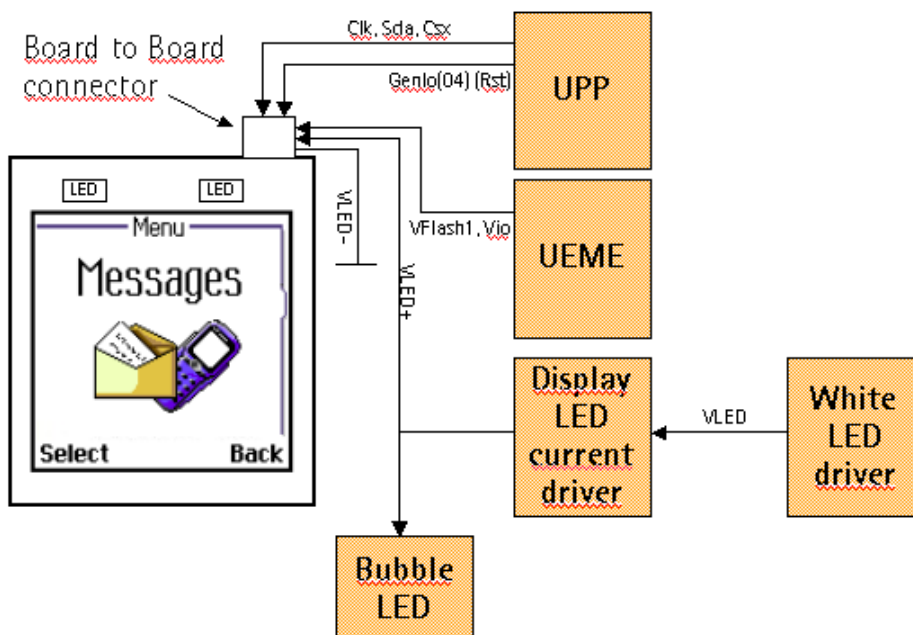 Clk, Sda, Csx
Board to Board
connector
GenIo(04) (Rst)
UPP
LED
LED
VLED-
VLED+
VFlash1, Vio
UEME
Menu
Messages
Select
Back
Display
LED
current
driver
VLED
White
LED
driver
Bubble
LED